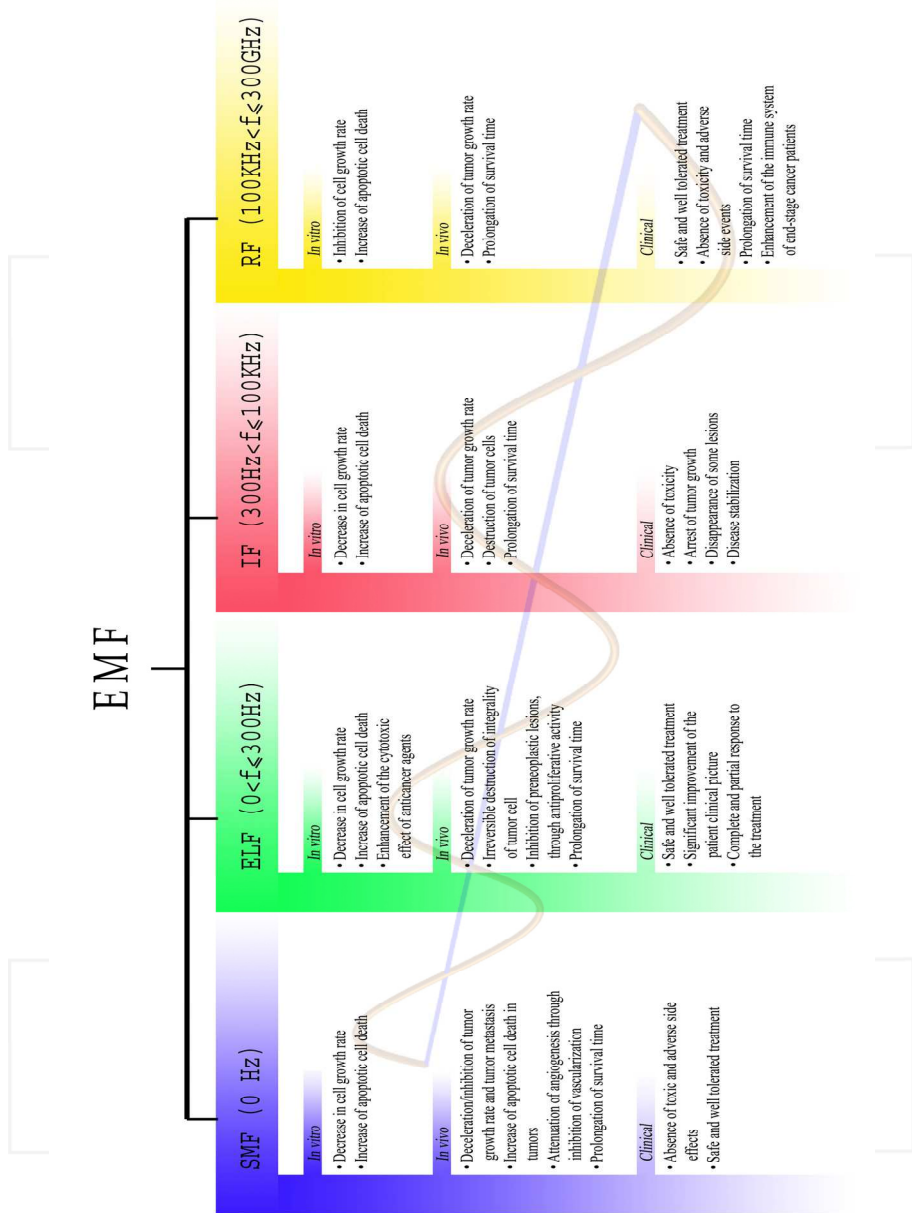 EMF
SMF (0 Hz)
In vitro
• Decrease in cell growth rate
• Increase of apoptotic cell death
In vivo
• Deceleration/inhibition of tumor
growth rate and tumor metastasis
• Increase of apoptotic cell death in
tumors
• Attenuation of angiogenesis through
inhibition of vascularization
• Prolongation of survival time
Clinical
• Absence of toxic and adverse side
effects
• Safe and well tolerated treatment
ELF (0<f⩽300Hz)
In vitro
• Decrease in cell growth rate
• Increase of apoptotic cell death
• Enhancement of the cytotoxic
effect of anticancer agents
In vivo
• Deceleration of tumor growth rate
• Irreversible destruction of integrality
of tumor cell
• Inhibition of preneoplastic lesions,
through antiproliferative activity
• Prolongation of survival time
Clinical
• Safe and well tolerated treatment
• Significant improvement of the
patient clinical picture
• Complete and partial response to
the treatment
IF (300Hz<f⩽100KHz)
In vitro
• Decrease in cell growth rate
• Increase of apoptotic cell death
In vivo
• Deceleration of tumor growth rate
• Destruction of tumor cells
• Prolongation of survival time
Clinical
• Absence of toxicity
• Arrest of tumor growth
• Disappearance of some lesions
• Disease stabilization
RF (100KHz<f⩽300GHz)
In vitro
• Inhibition of cell growth rate
• Increase of apoptotic cell death
In vivo
• Deceleration of tumor growth rate
• Prolongation of survival time
Clinical
• Safe and well tolerated treatment
• Absence of toxicity and adverse
side events
• Prolongation of survival time
• Enhancement of the immune system
of end-stage cancer patients